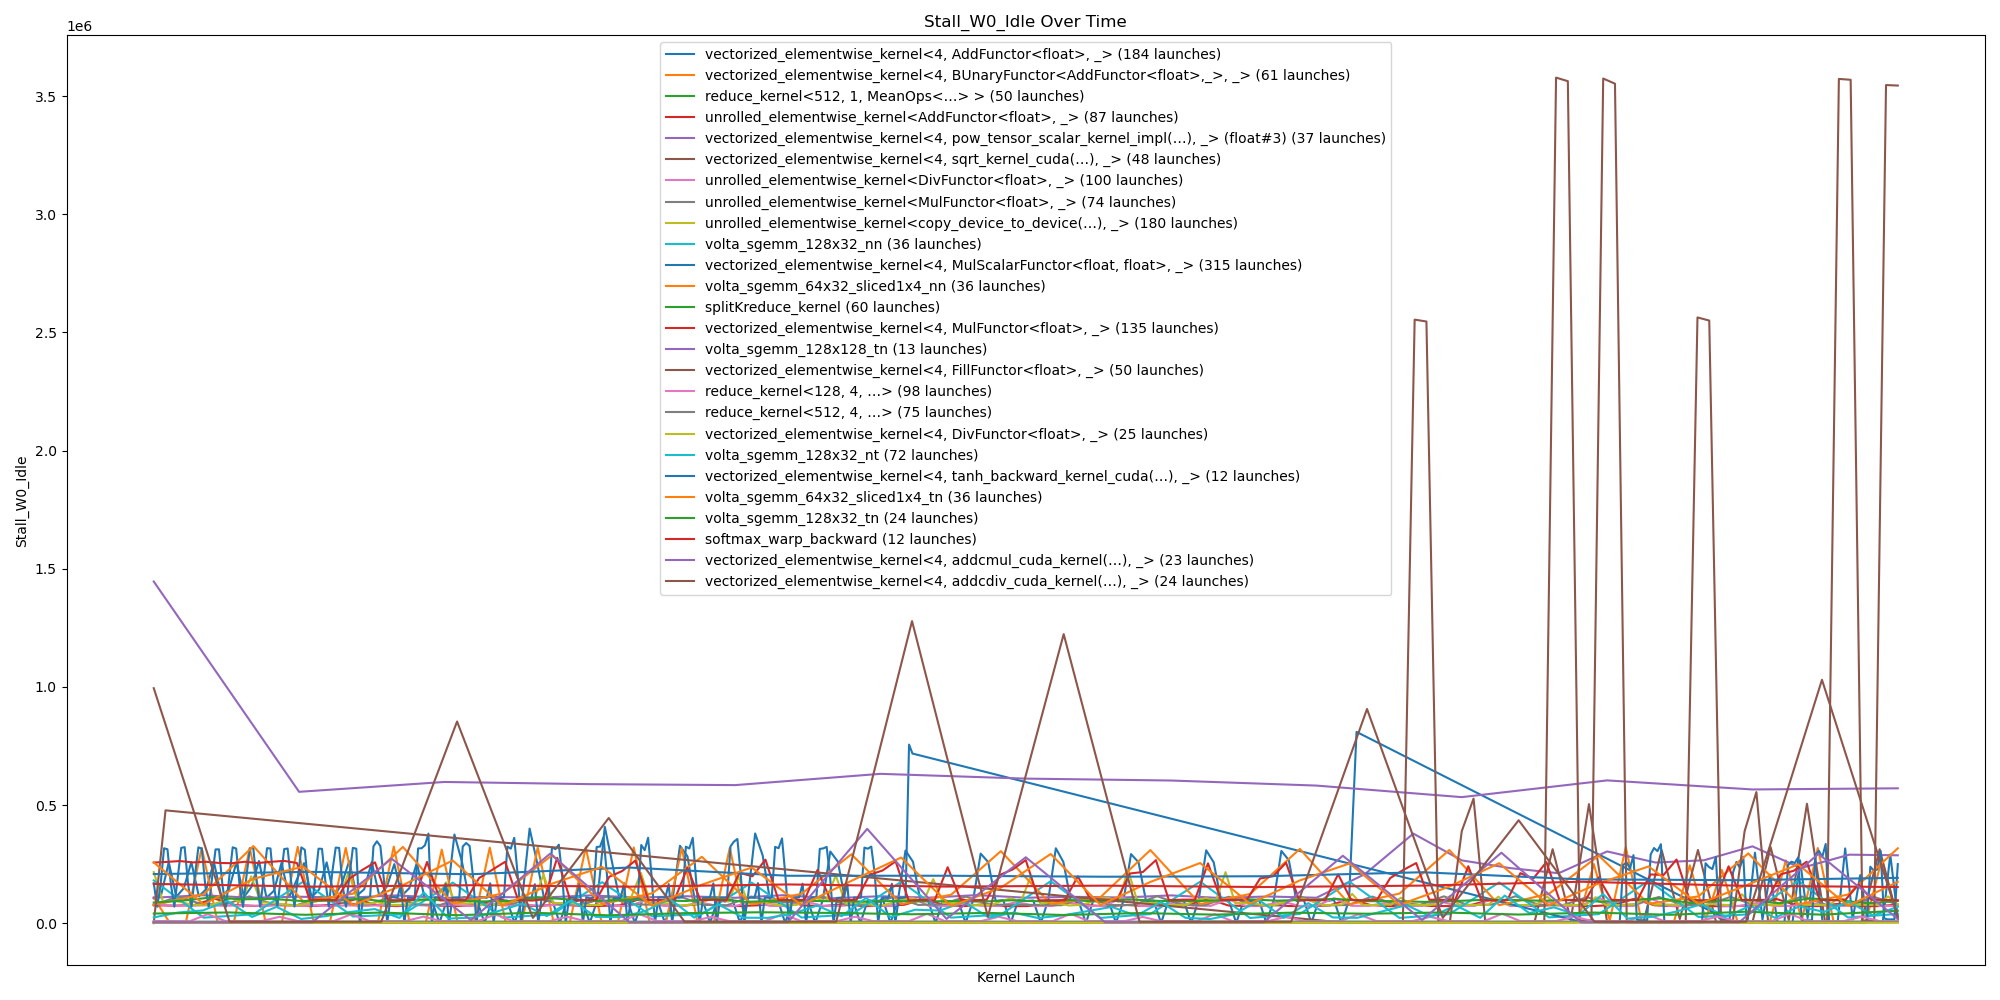 Stall_W0_Idle Over Time
1e6
vectorized_elementwise_kernel<4, AddFunctor<float>, _> (184 launches)
vectorized_elementwise_kernel<4, BUnaryFunctor<AddFunctor<float>,_>, _> (61 launches)
reduce_kernel<512, 1, MeanOps<...> > (50 launches)
unrolled_elementwise_kernel<AddFunctor<float>, _> (87 launches)
vectorized_elementwise_kernel<4, pow_tensor_scalar_kernel_impl(...), _> (float#3) (37 launches)
vectorized_elementwise_kernel<4, sqrt_kernel_cuda(...), _> (48 launches)
unrolled_elementwise_kernel<DivFunctor<float>, _> (100 launches)
unrolled_elementwise_kernel<MulFunctor<float>, _> (74 launches)
unrolled_elementwise_kernel<copy_device_to_device(...), _> (180 launches)
volta_sgemm_128x32_nn (36 launches)
vectorized_elementwise_kernel<4, MulScalarFunctor<float, float>, _> (315 launches)
volta_sgemm_64x32_sliced1x4_nn (36 launches)
splitKreduce_kernel (60 launches)
vectorized_elementwise_kernel<4, MulFunctor<float>, _> (135 launches)
volta_sgemm_128x128_tn (13 launches)
vectorized_elementwise_kernel<4, FillFunctor<float>, _> (50 launches)
reduce_kernel<128, 4, ...> (98 launches)
reduce_kernel<512, 4, ...> (75 launches)
vectorized_elementwise_kernel<4, DivFunctor<float>, _> (25 launches)
volta_sgemm_128x32_nt (72 launches)
vectorized_elementwise_kernel<4, tanh_backward_kernel_cuda(...), _> (12 launches)
volta_sgemm_64x32_sliced1x4_tn (36 launches)
volta_sgemm_128x32_tn (24 launches)
softmax_warp_backward (12 launches)
vectorized_elementwise_kernel<4, addcmul_cuda_kernel(...), _> (23 launches)
vectorized_elementwise_kernel<4, addcdiv_cuda_kernel(...), _> (24 launches)
3.5
3.0
2.5
2.0
1.5
1.0
0.5
0.0
Stall_W0_Idle
Kernel Launch